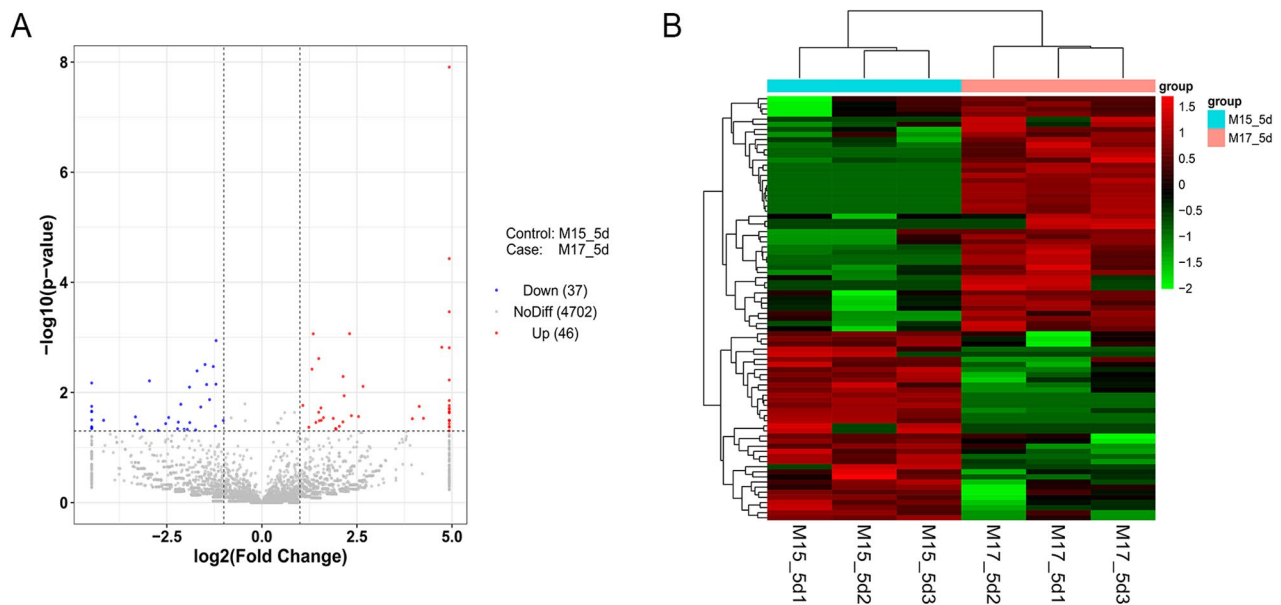 A
8
6
4
2
0
−log10(p-value)
−2.5 0.0 2.5 5.0
log2(Fold Change)
Control: M15_5d
Case: M17_5d
Down (37)
NoDiff (4702)
Up (46)
B
group
1.5
1
0.5
0
−0.5
−1
−1.5
−2
group
M15_5d
M17_5d
M15_5d1
M15_5d2
M15_5d3
M17_5d2
M17_5d1
M17_5d3